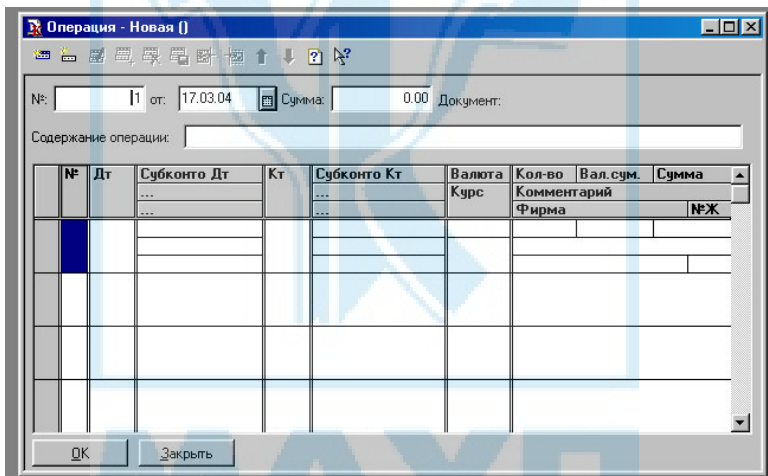 Операция - Новая ()
№: 1 от: 17.03.04 Сумма: 0.00 Документ:
Содержание операции:
№ Дт Субконто Дт Кт Субконто Кт Валюта Кол-во Вал.сум. Сумма
... ... Курс Комментарий
... ... Фирма №Ж
OK Закрыть
МАУП